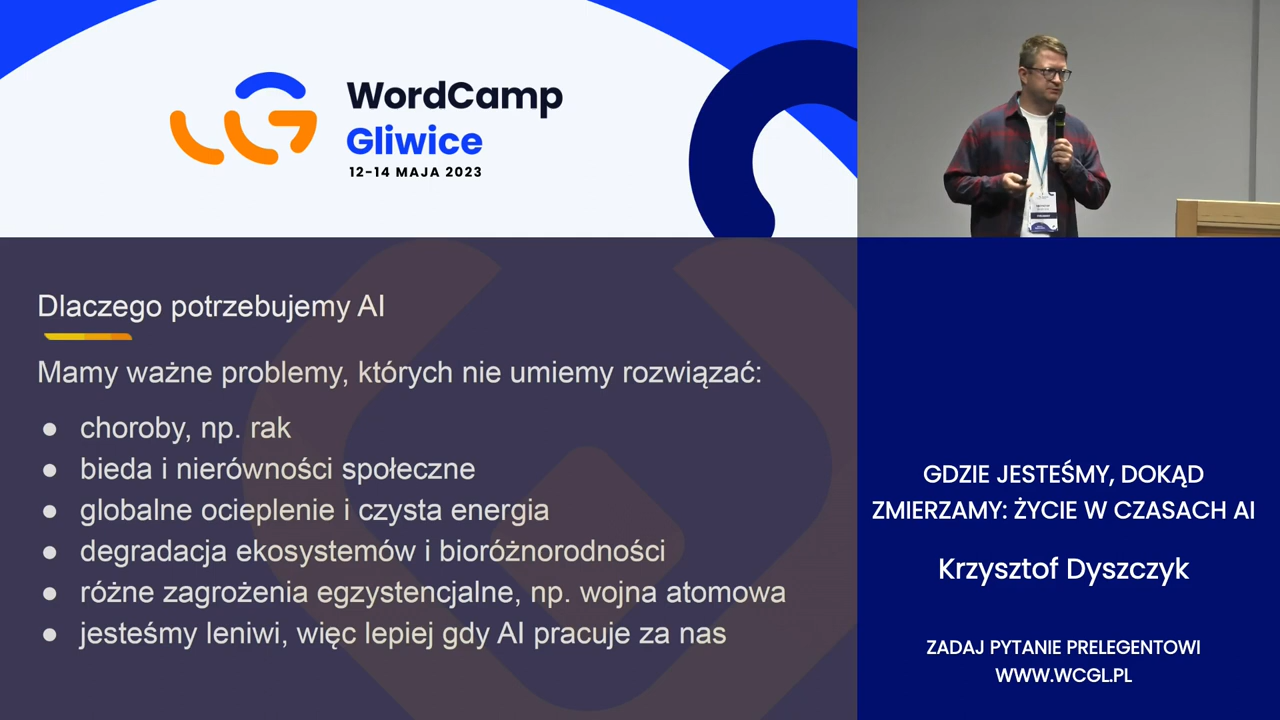 WordCamp
Gliwice
12-14 MAJA 2023
Dlaczego potrzebujemy AI
Mamy ważne problemy, których nie umiemy rozwiązać:
● choroby, np. rak
● bieda i nierówności społeczne
● globalne ocieplenie i czysta energia
● degradacja ekosystemów i bioróżnorodności
● różne zagrożenia egzystencjalne, np. wojna atomowa
● jesteśmy leniwi, więc lepiej gdy AI pracuje za nas
GDZIE JESTEŚMY, DOKĄD
ZMIERZAMY: ŻYCIE W CZASACH AI
Krzysztof Dyszczyk
ZADAJ PYTANIE PRELEGENTOWI
WWW.WCGL.PL